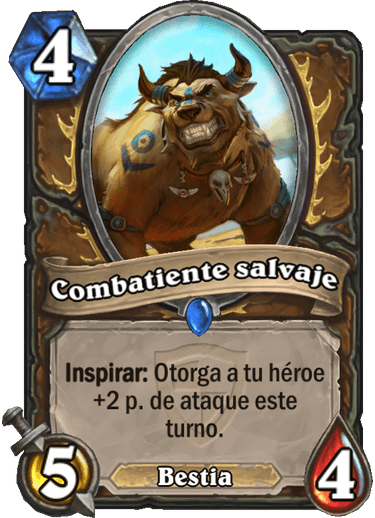 4
Combatiente salvaje
Inspirar: Otorga a tu héroe
+2 p. de ataque este
turno.
5
Bestia
4